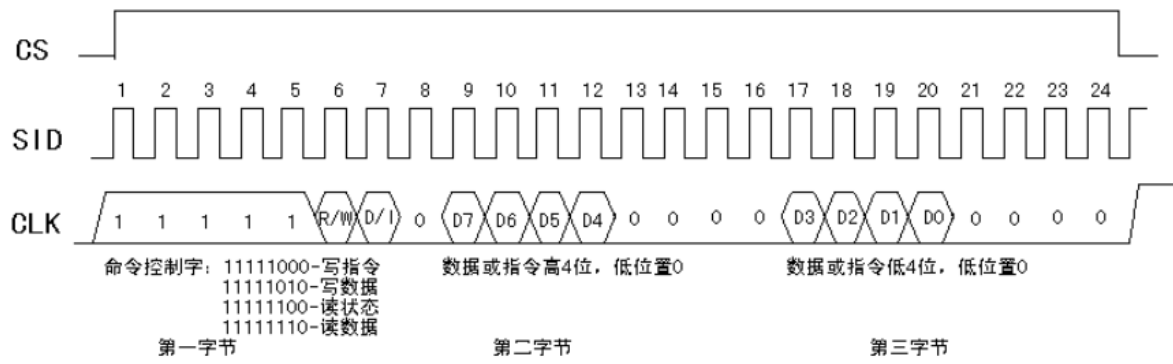 CS
1 2 3 4 5 6 7 8 9 10 11 12 13 14 15 16 17 18 19 20 21 22 23 24
SID
CLK 1 1 1 1 1 R/W D/I 0 D7 D6 D5 D4 0 0 0 0 D3 D2 D1 D0 0 0 0 0
命令控制字：11111000-写指令 数据或指令高4位，低位置0 数据或指令低4位，低位置0
11111010-写数据
11111100-读状态
11111110-读数据
第一字节 第二字节 第三字节